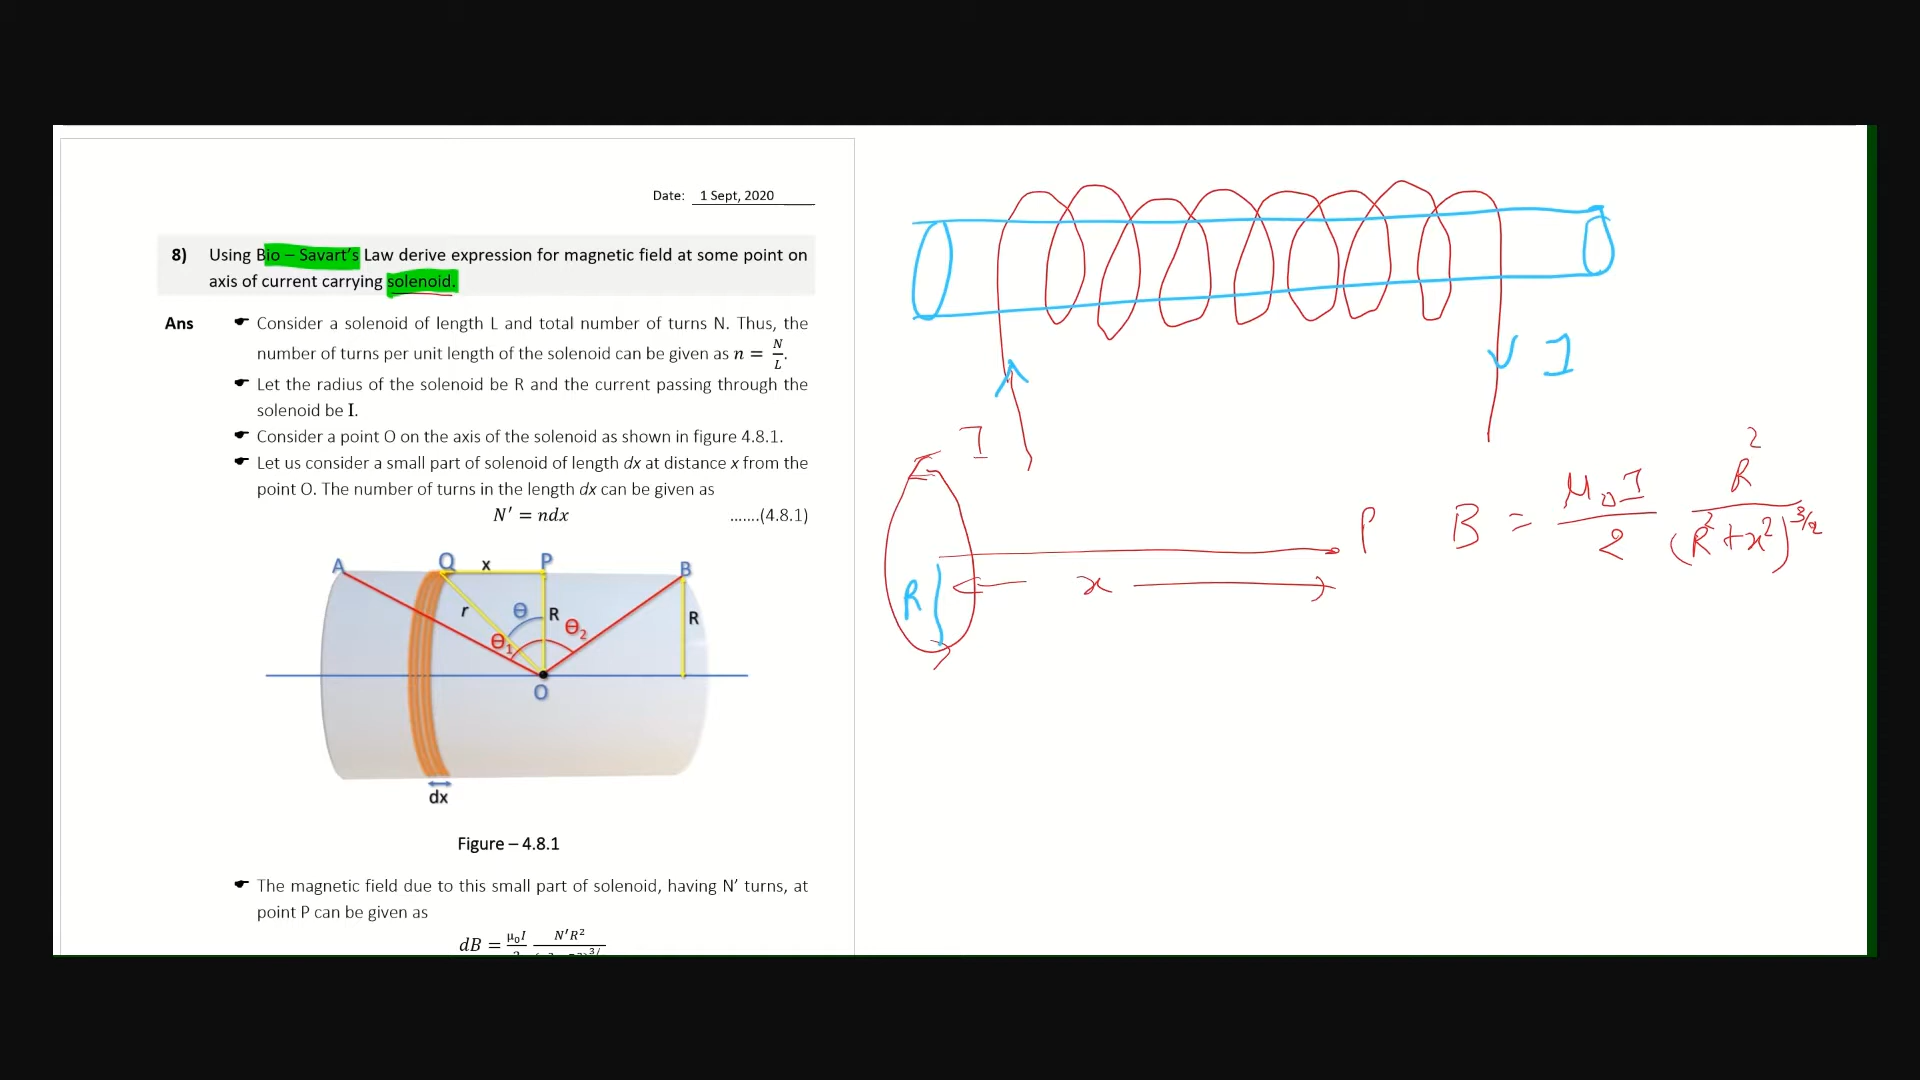 Date: 1 Sept, 2020
8) Using Bio – Savart's Law derive expression for magnetic field at some point on
axis of current carrying solenoid.
Ans ☛ Consider a solenoid of length L and total number of turns N. Thus, the
number of turns per unit length of the solenoid can be given as n = N/L.
☛ Let the radius of the solenoid be R and the current passing through the
solenoid be I.
☛ Consider a point O on the axis of the solenoid as shown in figure 4.8.1.
☛ Let us consider a small part of solenoid of length dx at distance x from the
point O. The number of turns in the length dx can be given as
N′ = ndx .......(4.8.1)
A Q x P B
r θ R θ₂ R
θ₁
O
dx
Figure – 4.8.1
☛ The magnetic field due to this small part of solenoid, having N' turns, at
point P can be given as
dB = μ₀I N′R²
I
I
P B = μ₀I/2 R²/(R²+x²)^3/2
R x